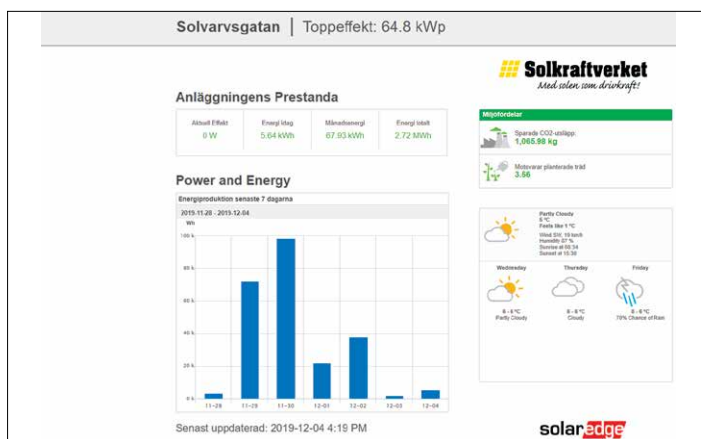 Solvarvsgatan | Toppeffekt: 64.8 kWp
Solkraftverket
Med solen som drivkraft!
Anläggningens Prestanda
Aktuell Effekt
0 W
Energi idag
5.64 kWh
Månadsenergi
67.93 kWh
Energi totalt
2.72 MWh
Miljöfördelar
Sparade CO2-utsläpp:
1,065.98 kg
Motsvarar planterade träd
3.56
Power and Energy
Energiproduktion senaste 7 dagarna
2019-11-28 - 2019-12-04
Wh
100 k
80 k
60 k
40 k
20 k
0 k
11-28
11-29
11-30
12-01
12-02
12-03
12-04
Partly Cloudy
Feels like 1 °C
Humidity 87 %
Wednesday
Partly Cloudy
Thursday
Cloudy
Friday
70% Chance of Rain
Senast uppdaterad: 2019-12-04 4:19 PM
solaredge